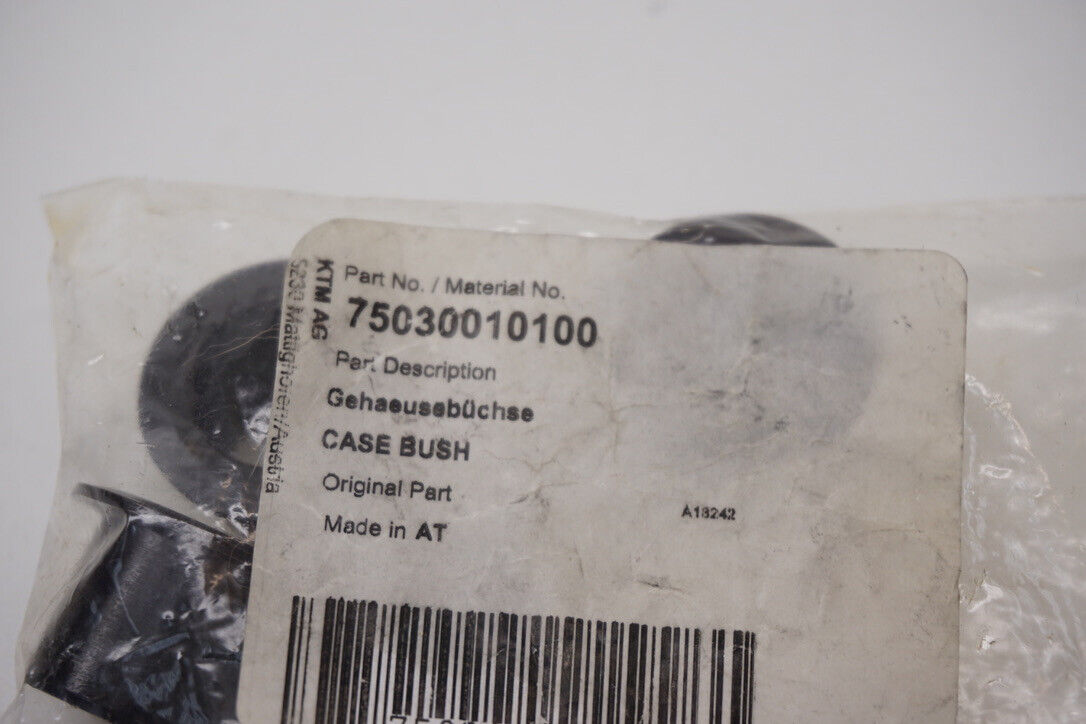 KTM AG
5230 Mattighofen/Austria
Part No. / Material No.
75030010100
Part Description
Gehaeusebüchse
CASE BUSH
Original Part
Made in AT
A18242